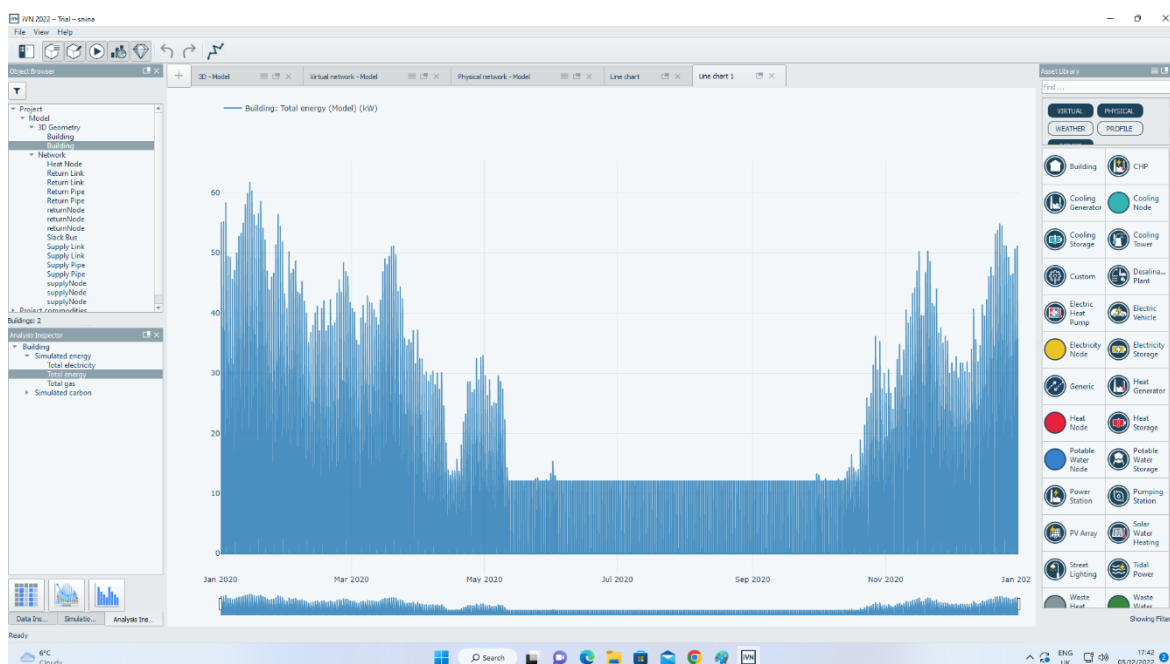 iVN 2022 – Trial – snina
File View Help
Object Browser
Project
Model
3D Geometry
Building
Building
Network
Heat Node
Return Link
Return Link
Return Pipe
Return Pipe
returnNode
returnNode
returnNode
Slack Bus
Supply Link
Supply Link
Supply Pipe
Supply Pipe
supplyNode
supplyNode
supplyNode
Project commodities
Buildings: 2
Analysis Inspector
Building
Simulated energy
Total electricity
Total energy
Total gas
Simulated carbon
Data Ins... Simulatio... Analysis Ins...
Ready
3D - Model Virtual network - Model Physical network - Model Line chart Line chart 1
Building: Total energy (Model) (kW)
60
50
40
30
20
10
0
Jan 2020 Mar 2020 May 2020 Jul 2020 Sep 2020 Nov 2020 Jan 202
Asset Library
Find ...
VIRTUAL PHYSICAL
WEATHER PROFILE
Building CHP
Cooling Generator Cooling Node
Cooling Storage Cooling Tower
Custom Desalina... Plant
Electric Heat Pump Electric Vehicle
Electricity Node Electricity Storage
Generic Heat Generator
Heat Node Heat Storage
Potable Water Node Potable Water Storage
Power Station Pumping Station
PV Array Solar Water Heating
Street Lighting Tidal Power
Waste Heat Waste Water
Showing Filter
6°C
Cloudy
Search
iVN
ENG
UK
17:42
03/12/2022
2